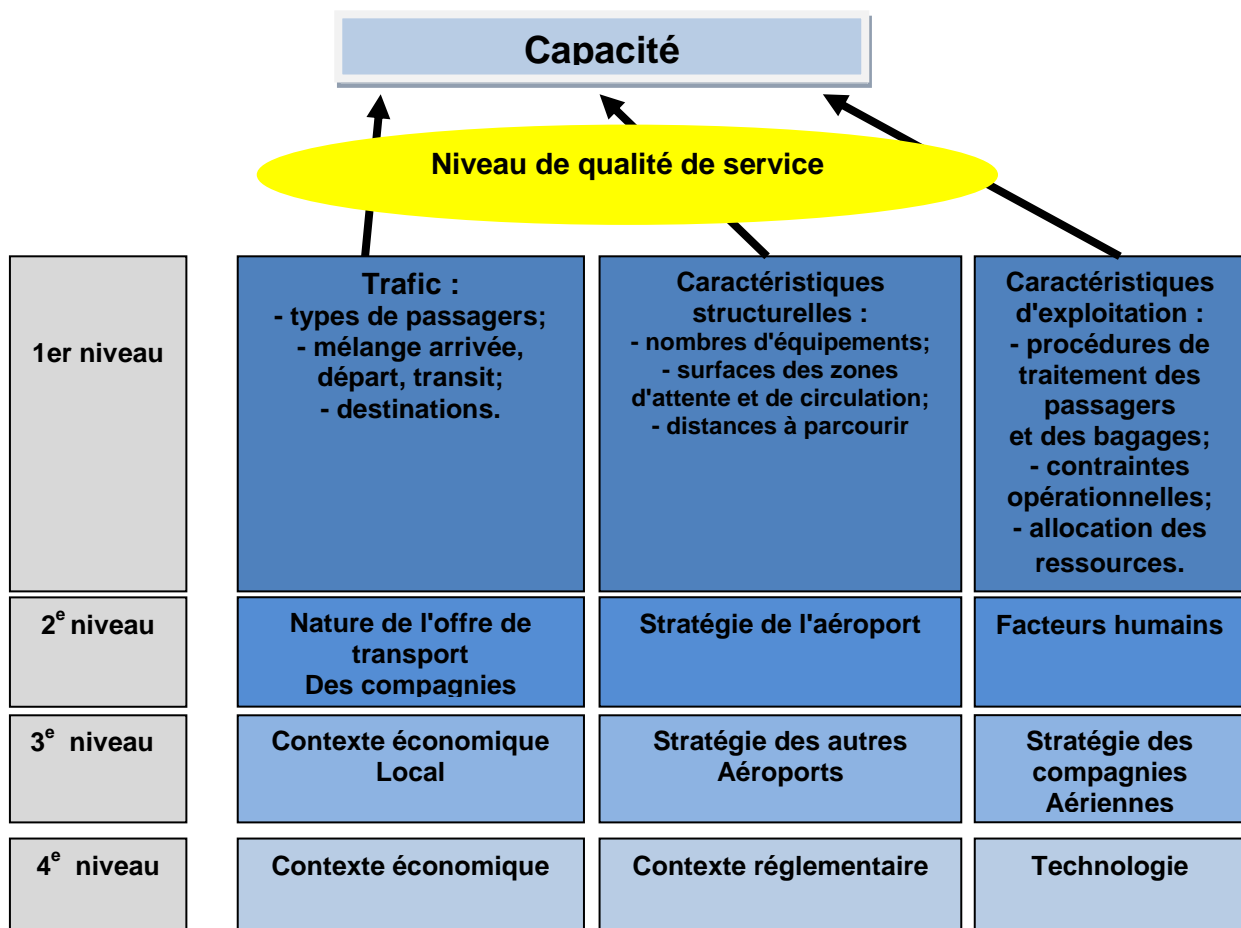 Capacité
Niveau de qualité de service
1er niveau
Trafic :
- types de passagers;
- mélange arrivée,
départ, transit;
- destinations.
Caractéristiques
structurelles :
- nombres d'équipements;
- surfaces des zones
d'attente et de circulation;
- distances à parcourir
Caractéristiques
d'exploitation :
- procédures de
traitement des
passagers
et des bagages;
- contraintes
opérationnelles;
- allocation des
ressources.
2e niveau
Nature de l'offre de
transport
Des compagnies
Stratégie de l'aéroport
Facteurs humains
3e niveau
Contexte économique
Local
Stratégie des autres
Aéroports
Stratégie des
compagnies
Aériennes
4e niveau
Contexte économique
Contexte réglementaire
Technologie